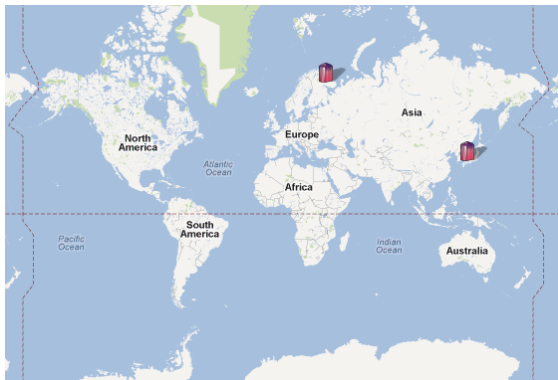 Asia
Europe
North
America
Atlantic
Ocean
Africa
South
America
Pacific
Ocean
Indian
Ocean
Australia